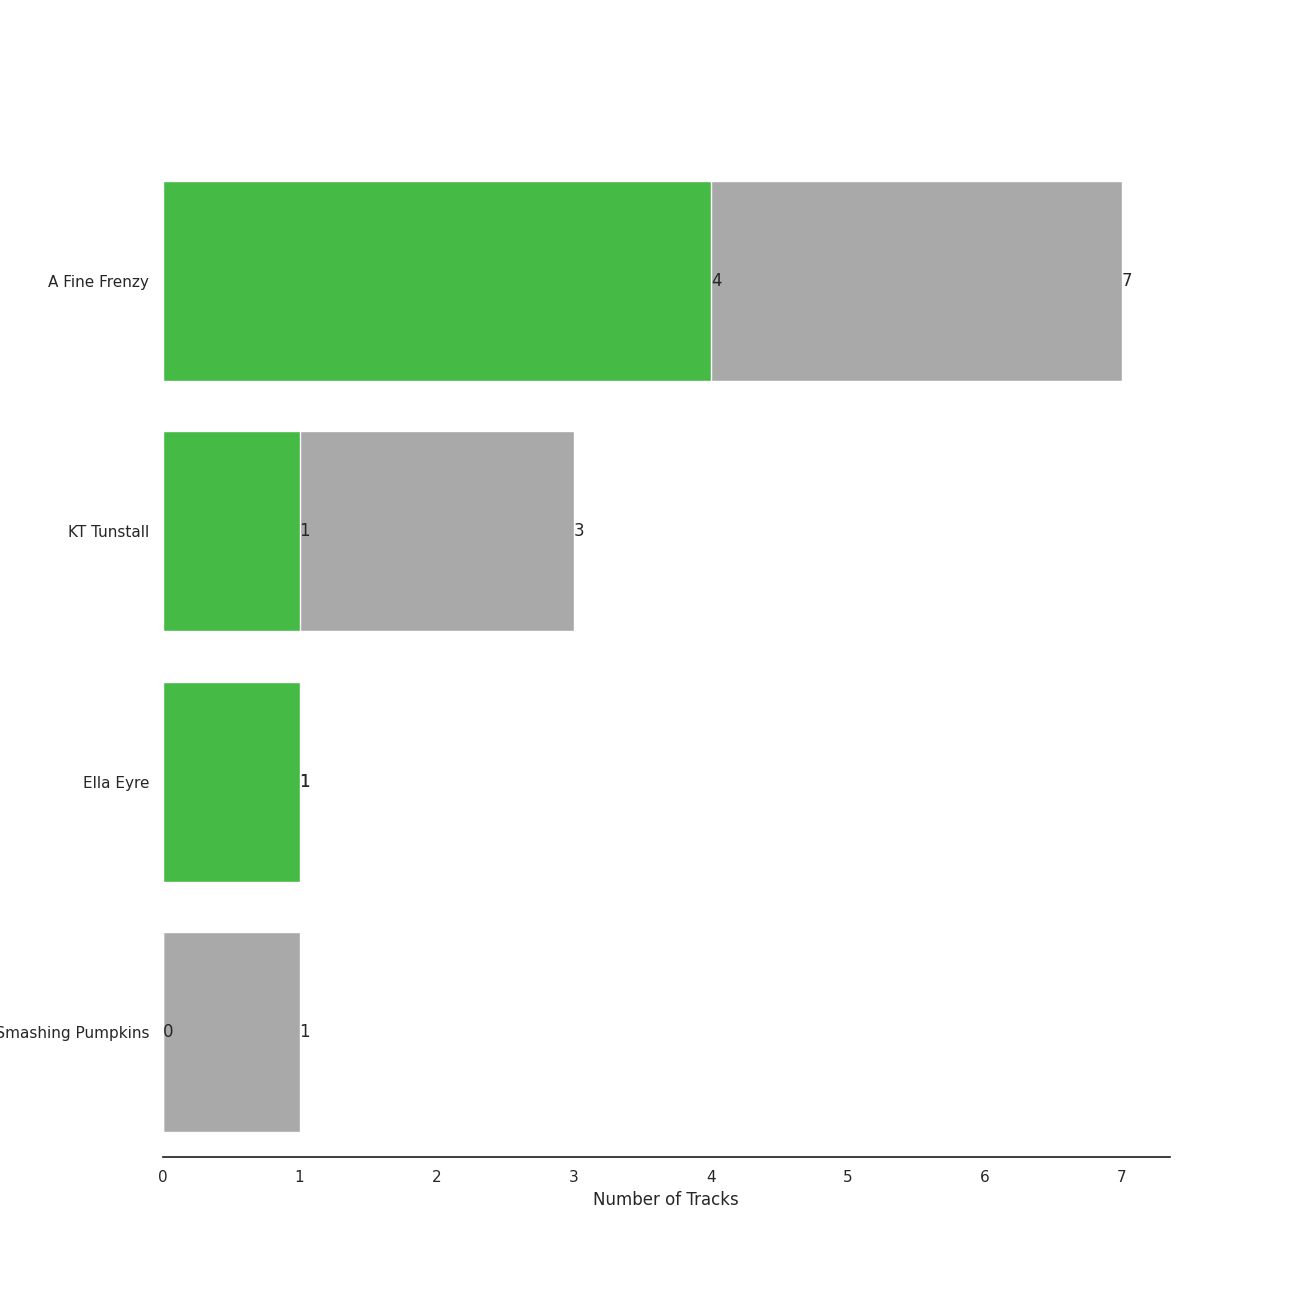 A Fine Frenzy 4 7
KT Tunstall 1 3
Ella Eyre 1
Smashing Pumpkins 0 1
0 1 2 3 4 5 6 7
Number of Tracks